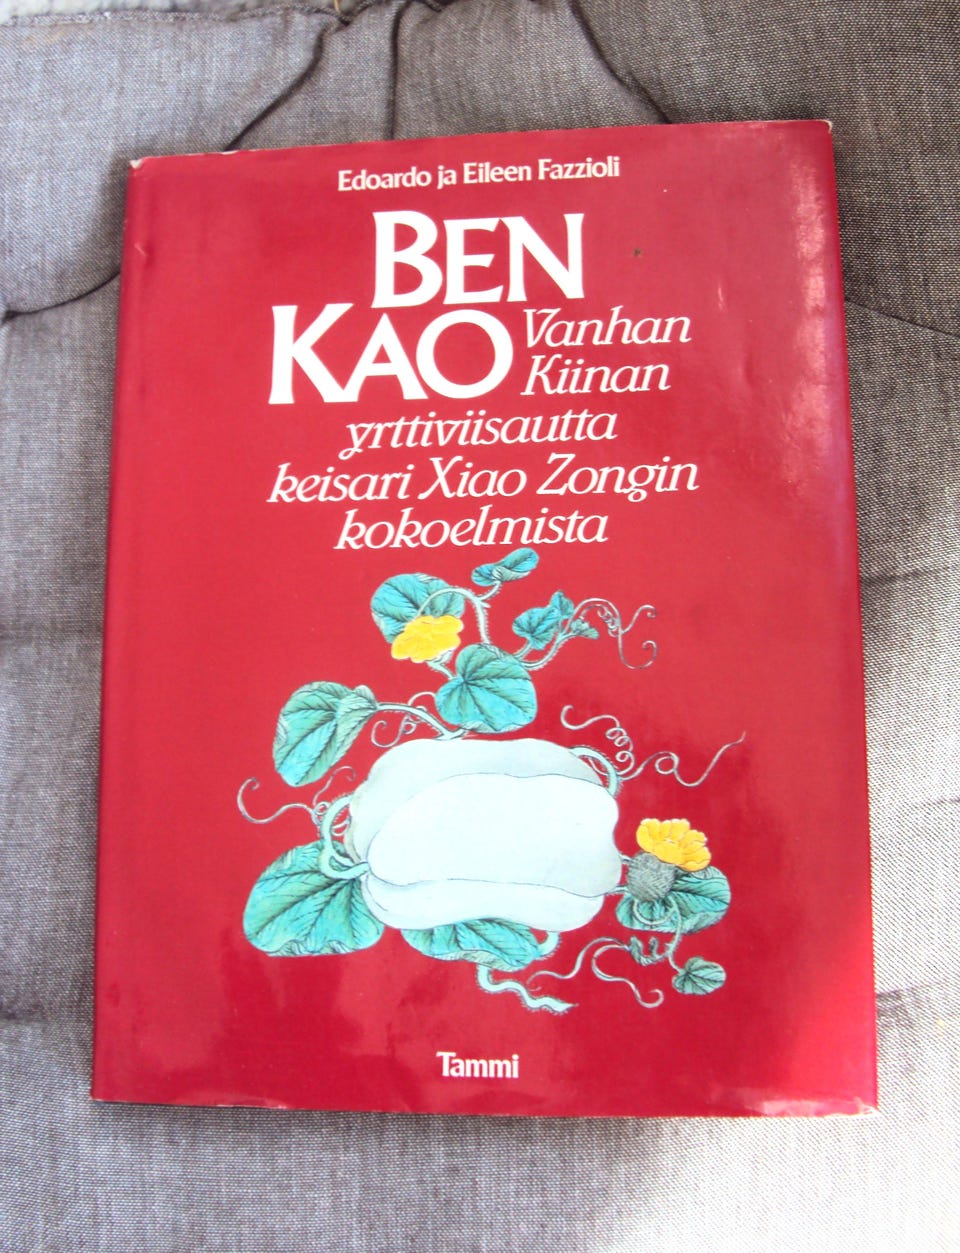 Edoardo ja Eileen Fazzioli
BEN
KAO
Vanhan
Kiinan
yrttiviisautta
keisari Xiao Zongin
kokoelmista
Tammi